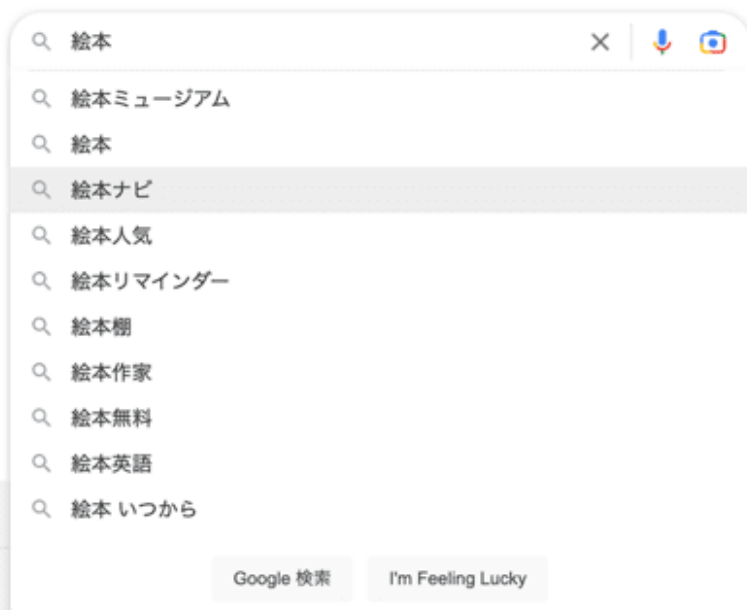 絵本
絵本ミュージアム
絵本
絵本ナビ
絵本人気
絵本リマインダー
絵本棚
絵本作家
絵本無料
絵本英語
絵本 いつから
Google 検索
I'm Feeling Lucky